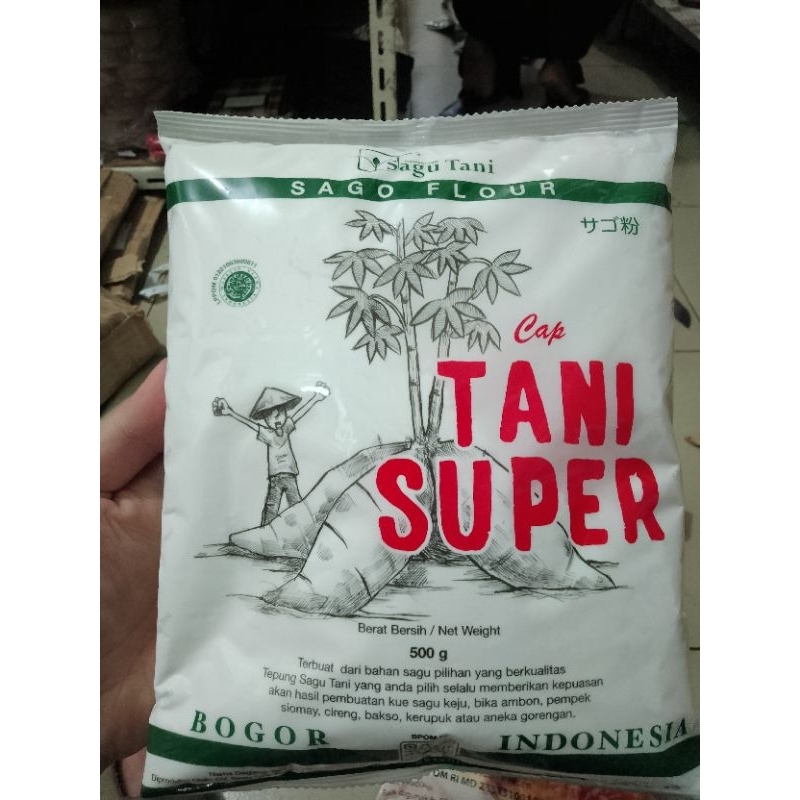 Sagu Tani
SAGO FLOUR
サゴ粉
Cap
TANI
SUPER
Berat Bersih / Net Weight
500 g
Terbuat dari bahan sagu pilihan yang berkualitas
Tepung Sagu Tani yang anda pilih selalu memberikan kepuasan
akan hasil pembuatan kue sagu keju, bika ambon, pempek
siomay, cireng, bakso, kerupuk atau aneka gorengan.
BOGOR INDONESIA